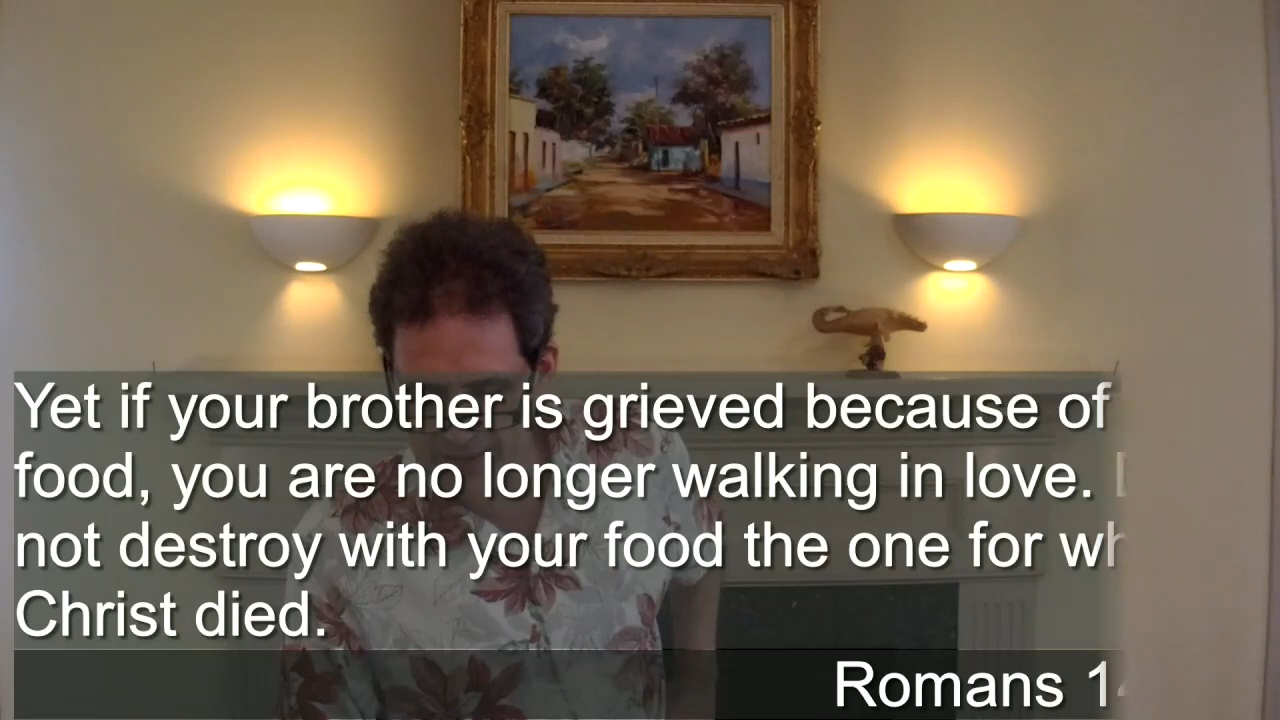 Yet if your brother is grieved because of
food, you are no longer walking in love.
not destroy with your food the one for
Christ died.
Romans